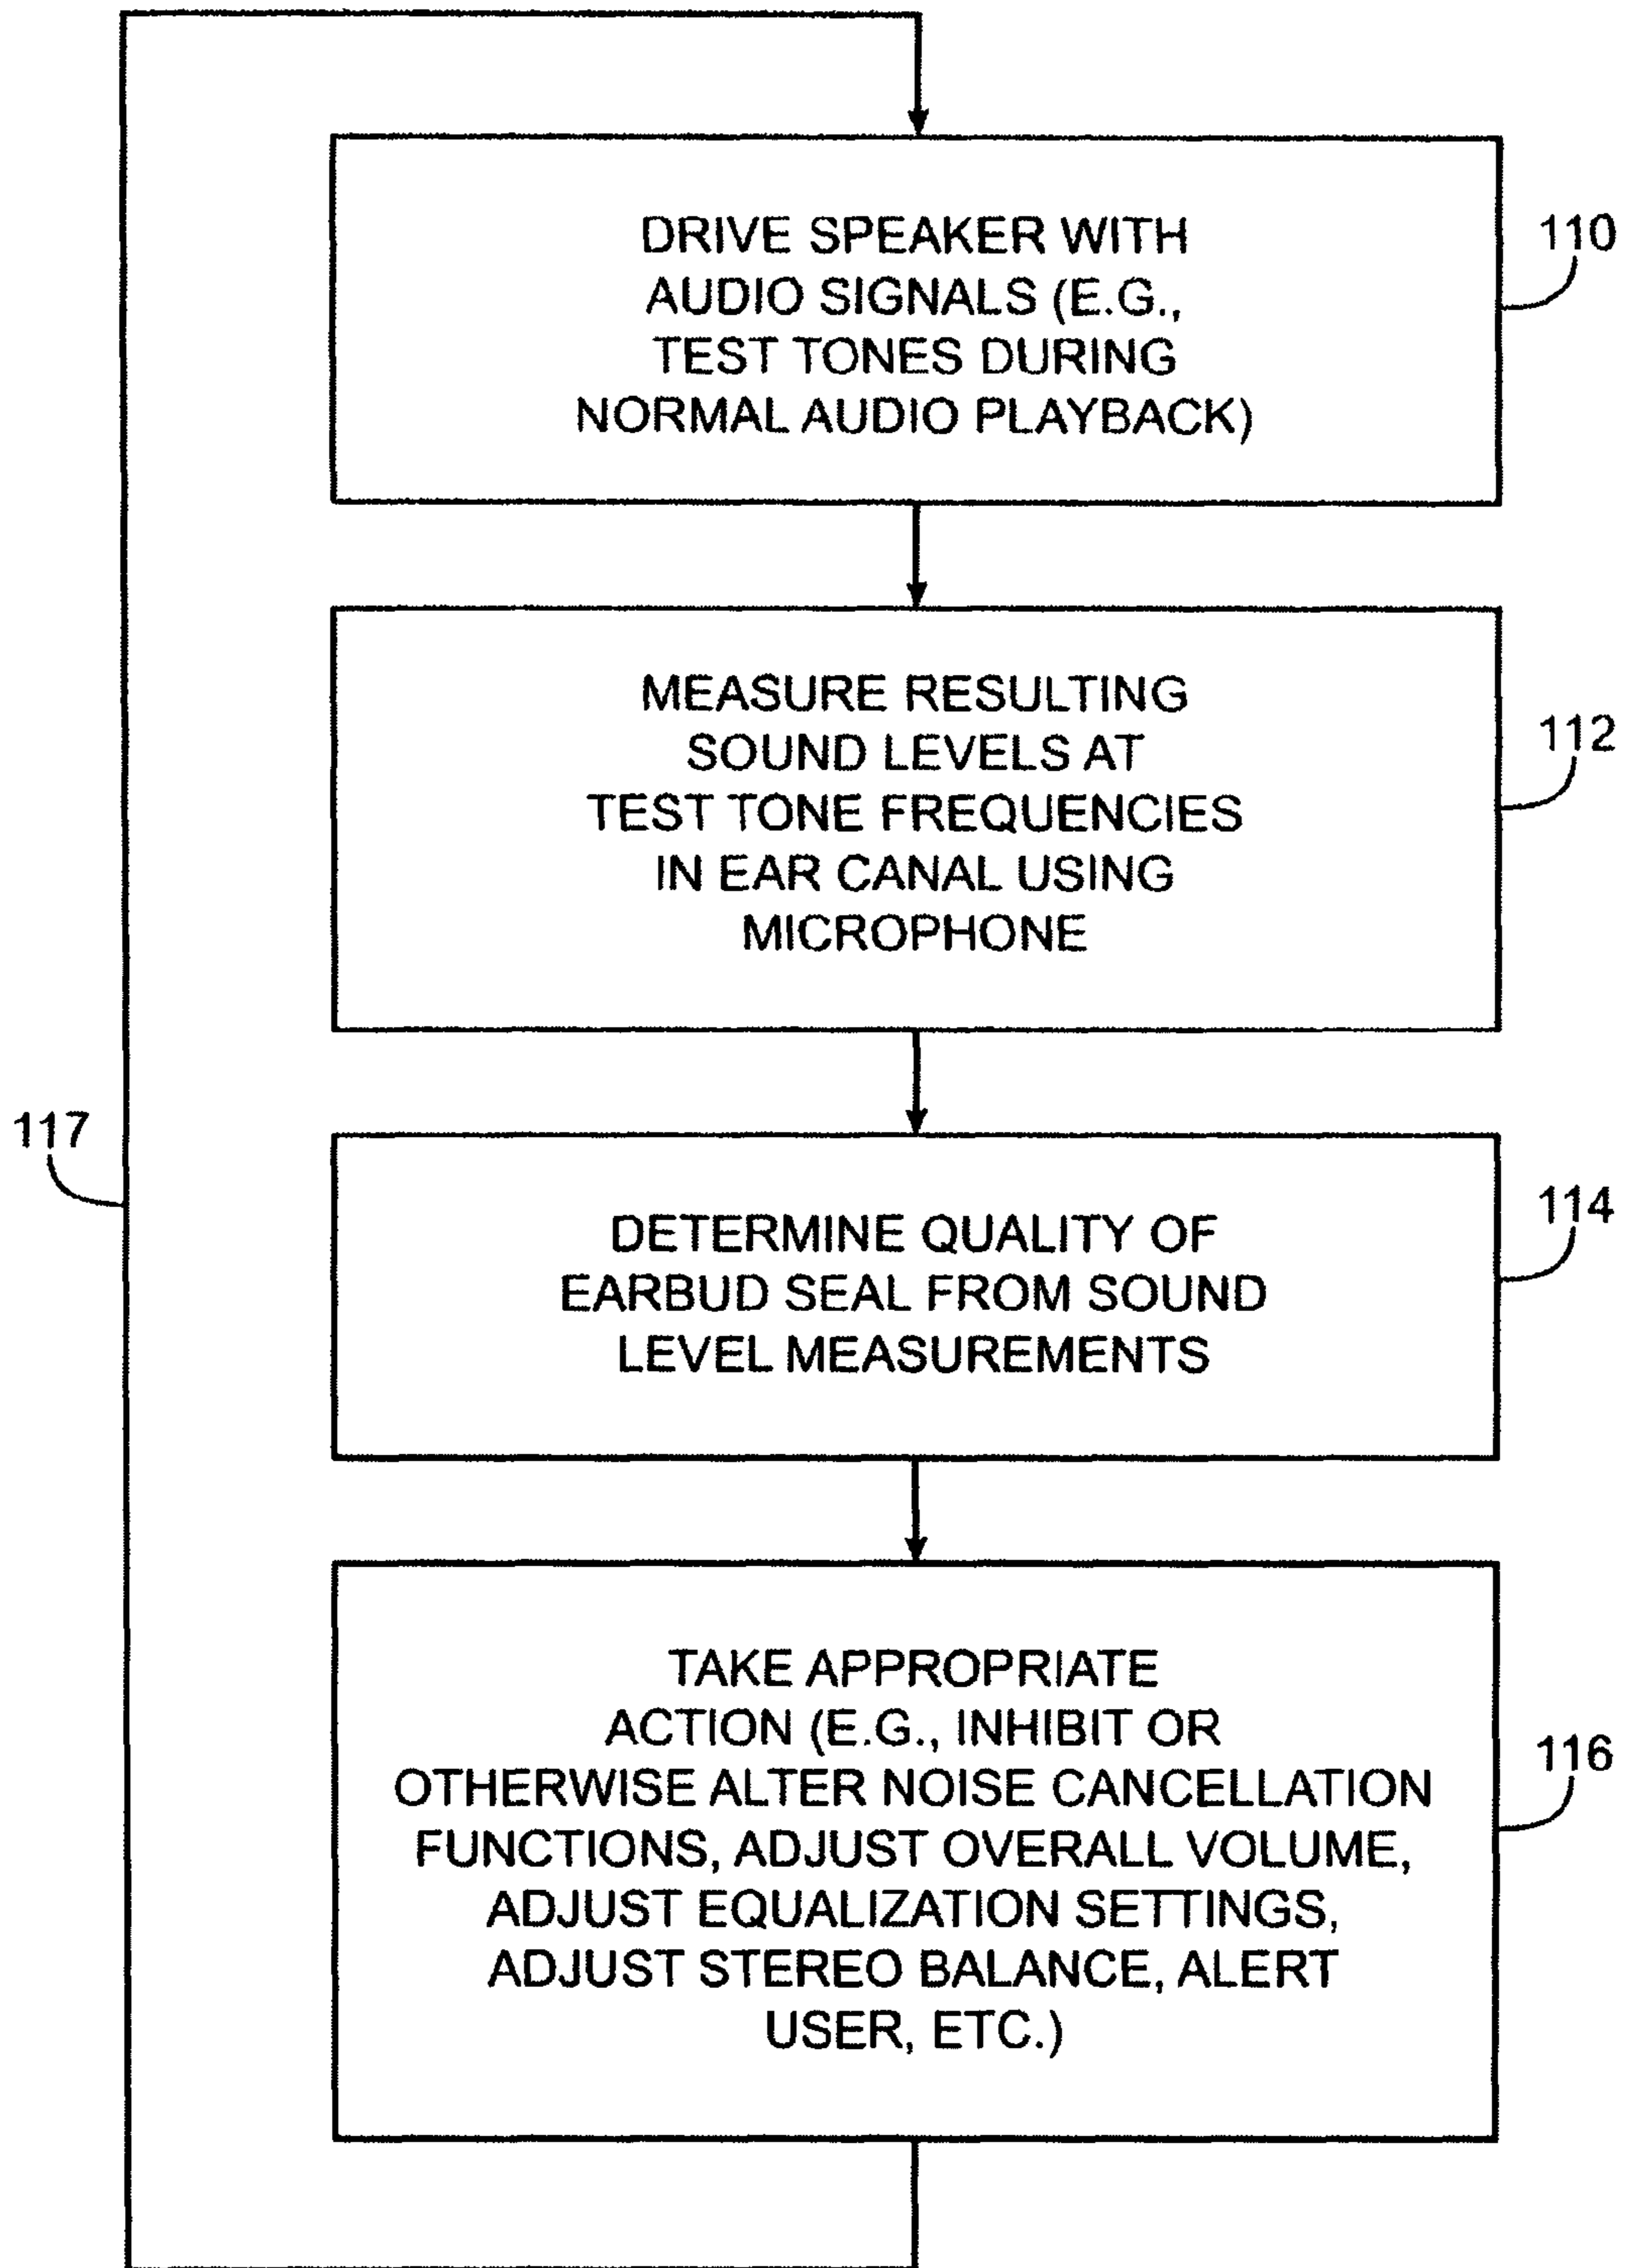 DRIVE SPEAKER WITH
AUDIO SIGNALS (E.G.,
TEST TONES DURING
NORMAL AUDIO PLAYBACK)
110
MEASURE RESULTING
SOUND LEVELS AT
TEST TONE FREQUENCIES
IN EAR CANAL USING
MICROPHONE
112
117
DETERMINE QUALITY OF
EARBUD SEAL FROM SOUND
LEVEL MEASUREMENTS
114
TAKE APPROPRIATE
ACTION (E.G., INHIBIT OR
OTHERWISE ALTER NOISE CANCELLATION
FUNCTIONS, ADJUST OVERALL VOLUME,
ADJUST EQUALIZATION SETTINGS,
ADJUST STEREO BALANCE, ALERT
USER, ETC.)
116